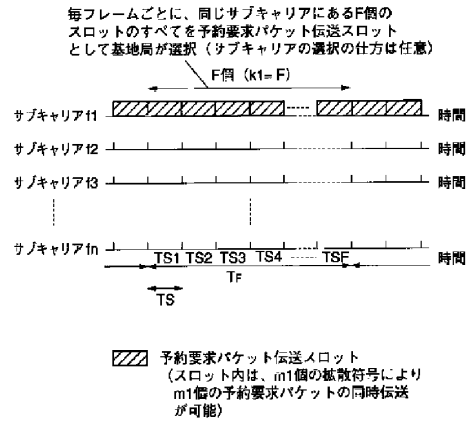 毎フレームごとに、同じサブキャリアにあるF個の
スロットのすべてを予約要求パケット伝送スロット
として基地局が選択（サブキャリアの選択の仕方は任意）
F個（k1=F）
サブキャリアf1
時間
サブキャリアf2
時間
サブキャリアf3
時間
サブキャリアfn
TS1 TS2 TS3 TS4 TSF
時間
TF
TS
予約要求パケット伝送スロット
（スロット内は、m1個の拡散符号により
m1個の予約要求パケットの同時伝送
が可能）